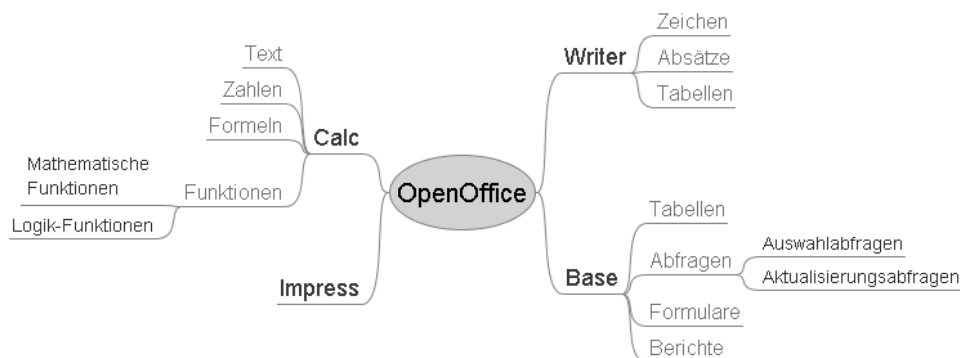 OpenOffice
Writer
Zeichen
Absätze
Tabellen
Base
Tabellen
Abfragen
Auswahlabfragen
Aktualisierungsabfragen
Formulare
Berichte
Calc
Text
Zahlen
Formeln
Funktionen
Mathematische
Funktionen
Logik-Funktionen
Impress